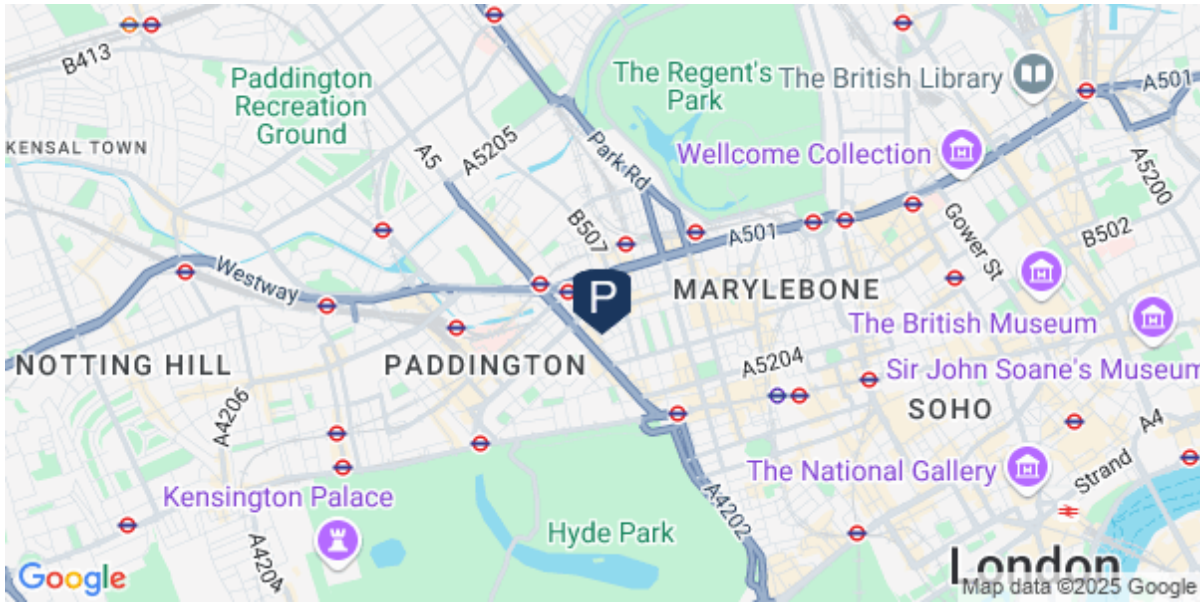 B413
Paddington
Recreation
Ground
KENSAL TOWN
A5
A5205
Park Rd
The Regent's
Park
The British Library
A501
Wellcome Collection
A5200
B507
A501
Gower St
B502
Westway
P
MARYLEBONE
The British Museum
NOTTING HILL
PADDINGTON
A5204
Sir John Soane's Museum
A4206
SOHO
A4
The National Gallery
Strand
Kensington Palace
A4202
Hyde Park
A4204
London
Google
Map data ©2025 Google